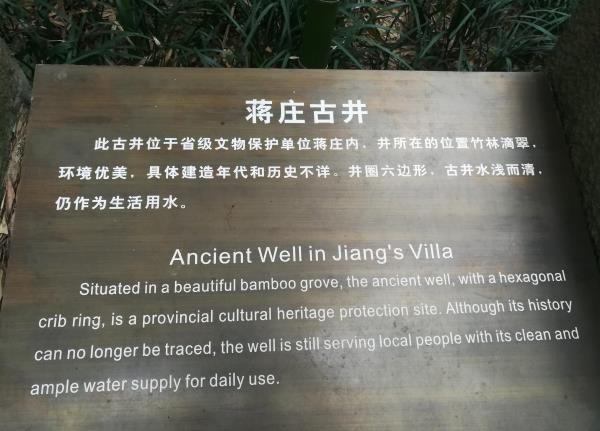 蒋庄古井
此古井位于省级文物保护单位蒋庄内，井所在的位置竹林滴翠，
环境优美，具体建造年代和历史不详。井圈六边形，古井水浅而清，
仍作为生活用水。
Ancient Well in Jiang's Villa
Situated in a beautiful bamboo grove, the ancient well, with a hexagonal
crib ring, is a provincial cultural heritage protection site. Although its history
can no longer be traced, the well is still serving local people with its clean and
ample water supply for daily use.